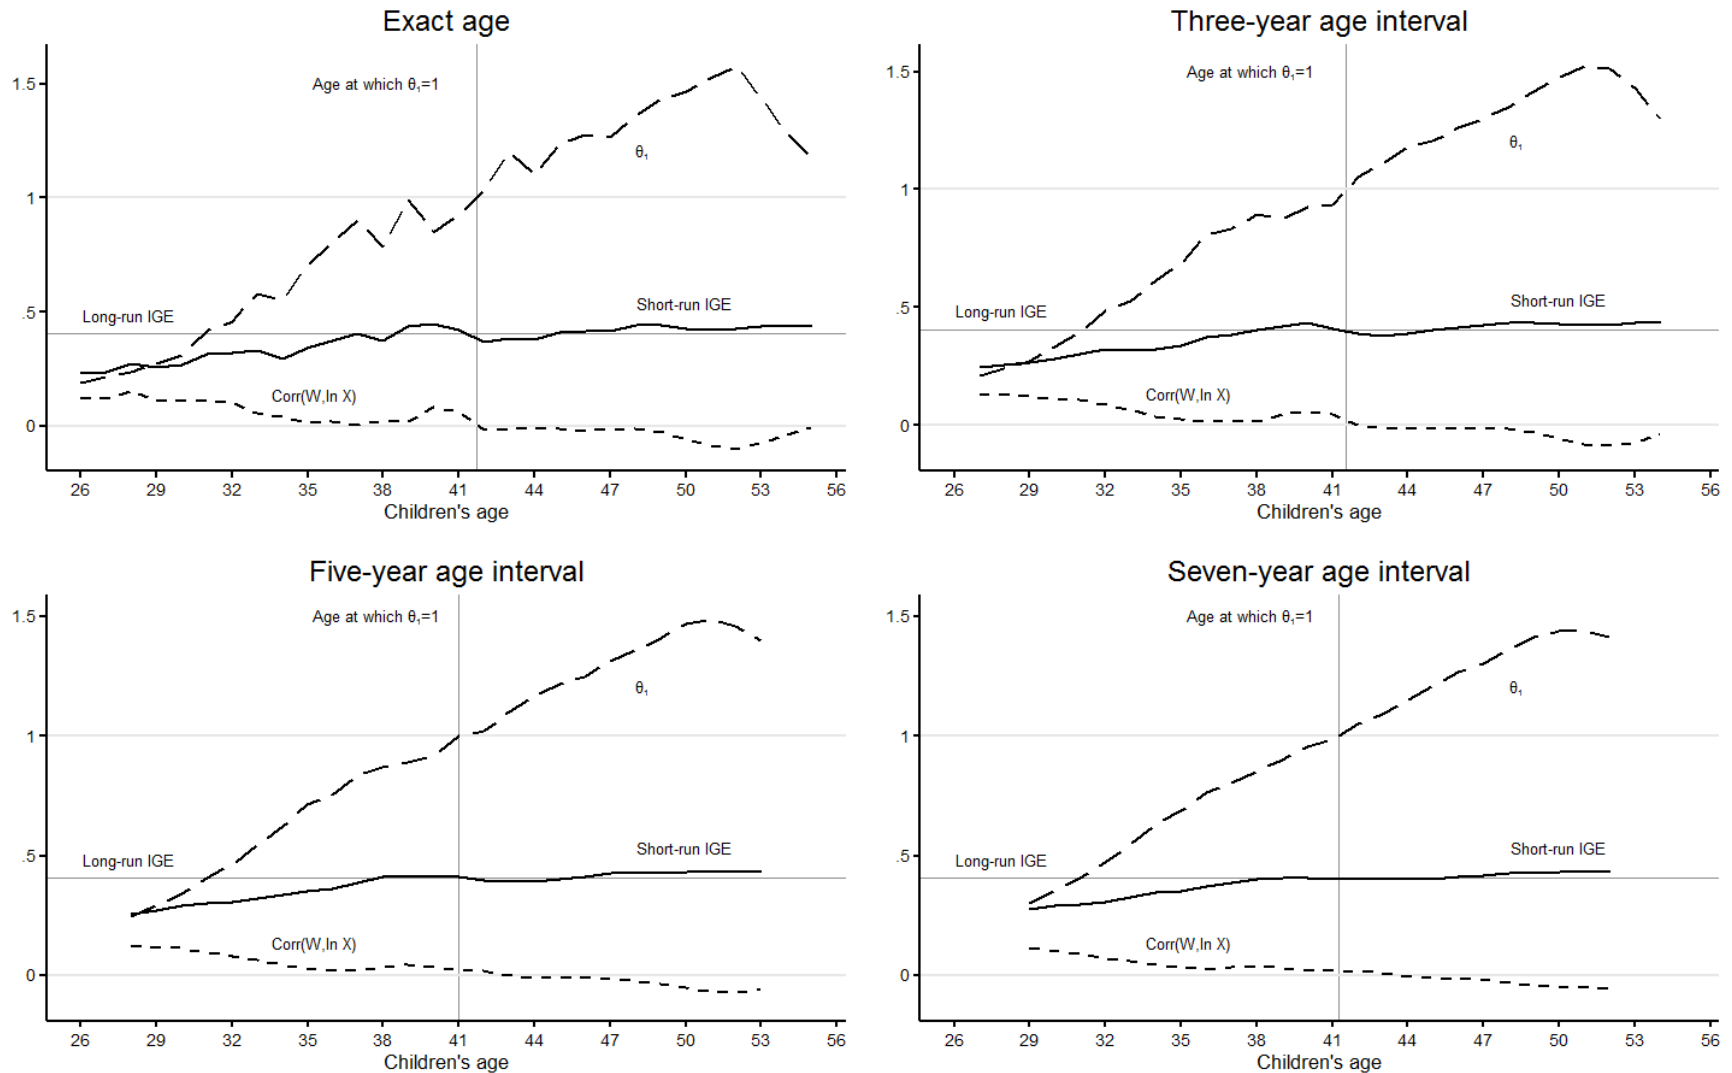 Exact age
1.5
Age at which θ₁=1
θ₁
1
Long-run IGE
.5
Short-run IGE
Corr(W,ln X)
0
26 29 32 35 38 41 44 47 50 53 56
Children's age
Three-year age interval
1.5
Age at which θ₁=1
θ₁
1
Long-run IGE
.5
Short-run IGE
Corr(W,ln X)
0
26 29 32 35 38 41 44 47 50 53 56
Children's age
Five-year age interval
1.5
Age at which θ₁=1
θ₁
1
Long-run IGE
.5
Short-run IGE
Corr(W,ln X)
0
26 29 32 35 38 41 44 47 50 53 56
Children's age
Seven-year age interval
1.5
Age at which θ₁=1
θ₁
1
Long-run IGE
.5
Short-run IGE
Corr(W,ln X)
0
26 29 32 35 38 41 44 47 50 53 56
Children's age